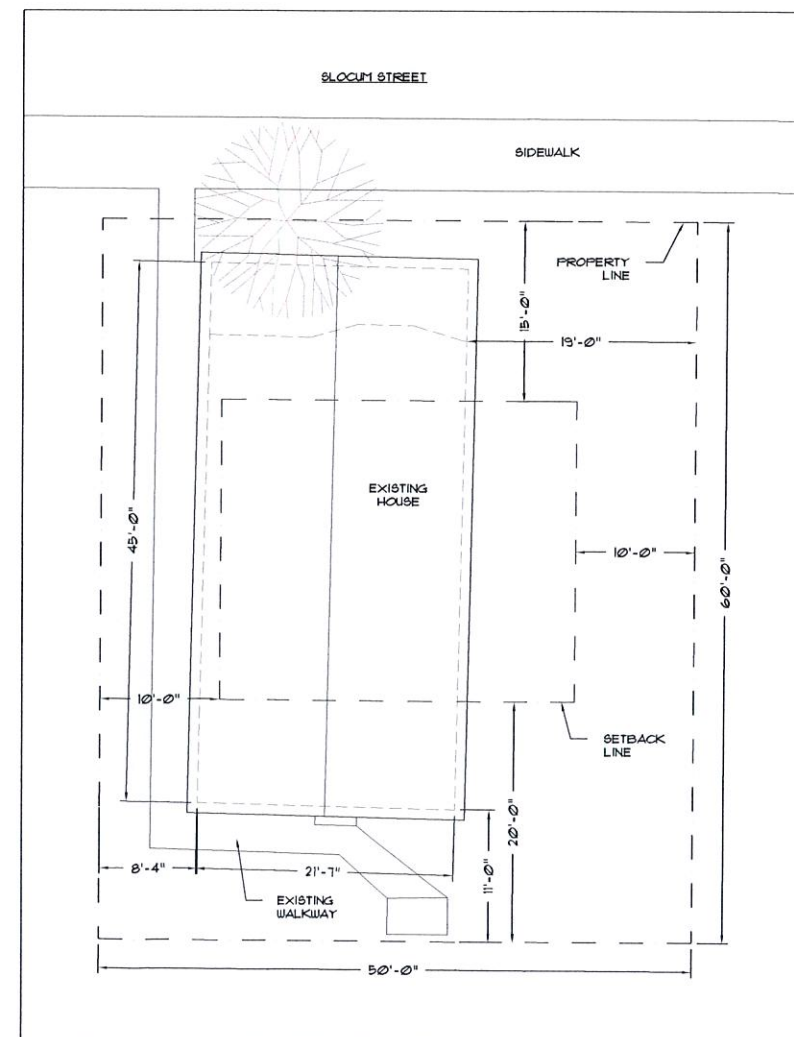 SLOCUM STREET
SIDEWALK
PROPERTY
LINE
15'-0"
19'-0"
EXISTING
HOUSE
45'-0"
10'-0"
60'-0"
10'-0"
SETBACK
LINE
20'-0"
11'-0"
8'-4"
21'-7"
EXISTING
WALKWAY
50'-0"